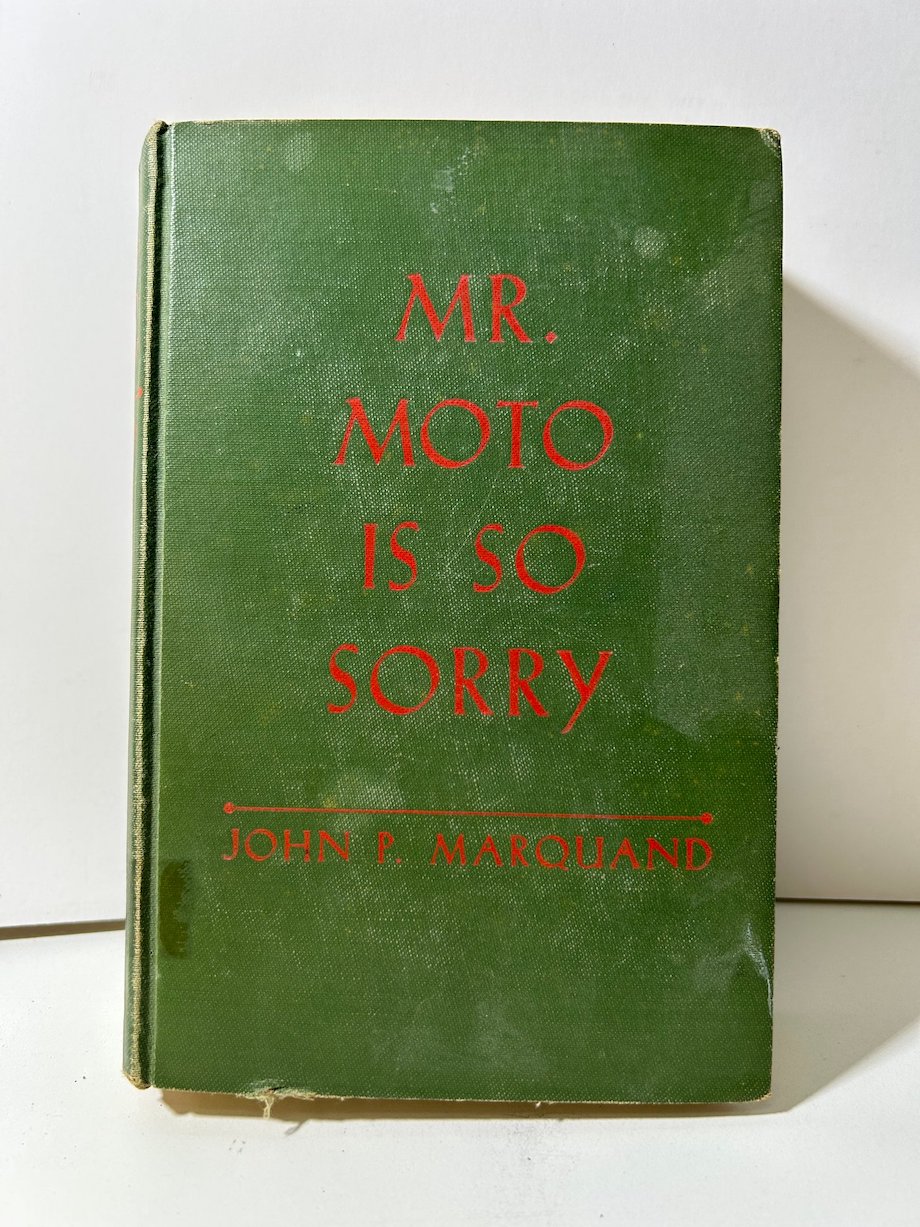 MR.
MOTO
IS SO
SORRY
JOHN P. MARQUAND